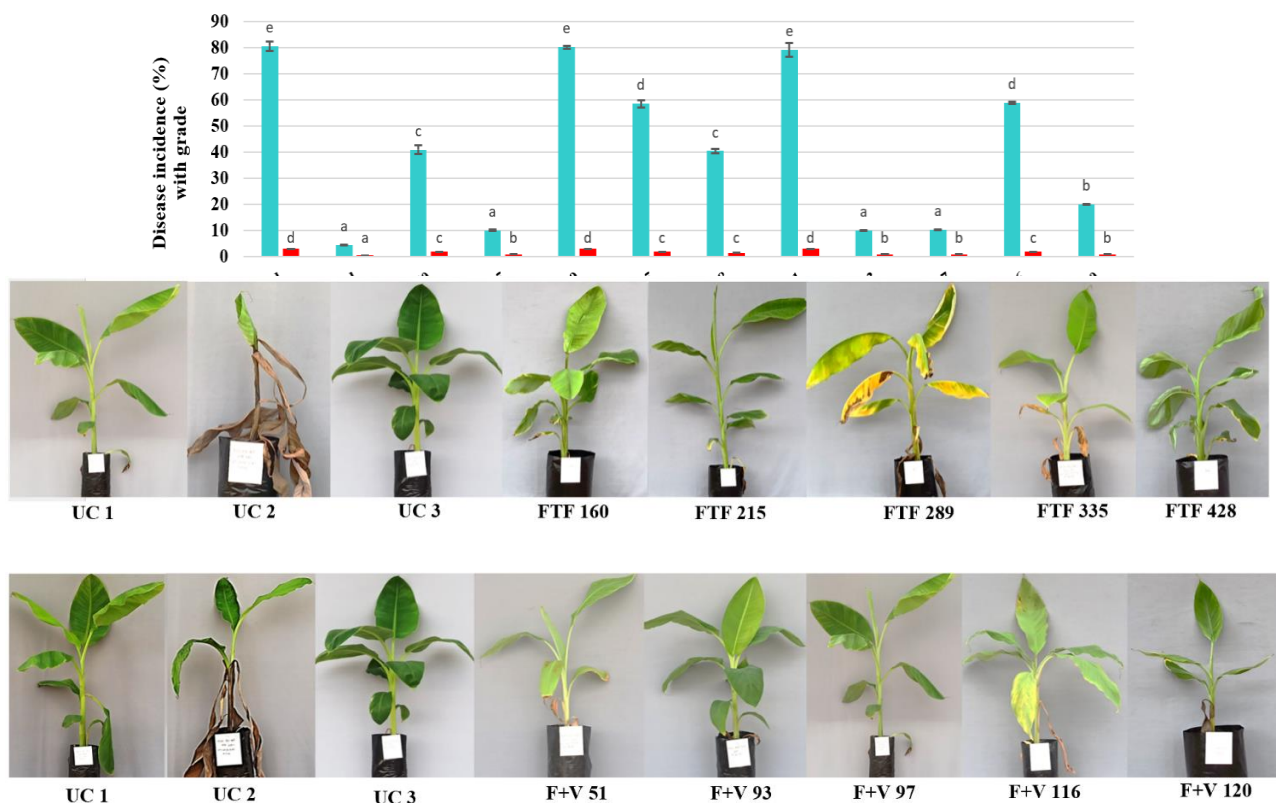 Disease incidence (%)
with grade
90
80
70
60
50
40
30
20
10
0
e
d
a
a
c
c
a
b
e
d
d
c
c
c
e
d
a
b
a
b
d
c
b
b
UC 1 UC 2 UC 3 FTF 160 FTF 215 FTF 289 FTF 335 FTF 428
UC 1 UC 2 UC 3 F+V 51 F+V 93 F+V 97 F+V 116 F+V 120